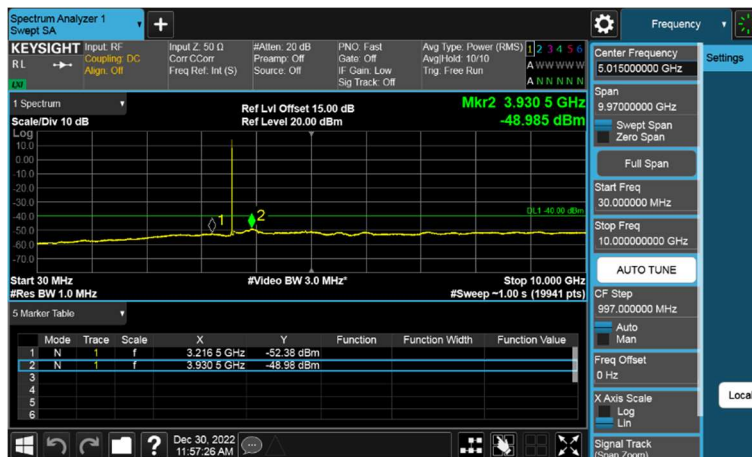 Spectrum Analyzer 1
Swept SA
+
Frequency
KEYSIGHT
RL
LXI
Input: RF
Coupling: DC
Align: Off
Input Z: 50 Ω
Corr CCorr
Freq Ref: Int (S)
#Atten: 20 dB
Preamp: Off
Source: Off
PNO: Fast
Gate: Off
IF Gain: Low
Sig Track: Off
Avg Type: Power (RMS)
Avg|Hold: 10/10
Trig: Free Run
1 2 3 4 5 6
A W W W W W
A N N N N N
1 Spectrum
Scale/Div 10 dB
Ref Lvl Offset 15.00 dB
Ref Level 20.00 dBm
Mkr2 3.930 5 GHz
-48.985 dBm
Log
10.0
0.00
-10.0
-20.0
-30.0
-40.0
-50.0
-60.0
-70.0
DL1 -40.00 dBm
1
2
Start 30 MHz
#Res BW 1.0 MHz
#Video BW 3.0 MHz*
Stop 10.000 GHz
#Sweep ~1.00 s (19941 pts)
5 Marker Table
Mode Trace Scale X Y Function Function Width Function Value
1 N 1 f 3.216 5 GHz -52.38 dBm
2 N 1 f 3.930 5 GHz -48.98 dBm
3
4
5
6
Dec 30, 2022
11:57:26 AM
?
Center Frequency
5.015000000 GHz
Settings
Span
9.97000000 GHz
Swept Span
Zero Span
Full Span
Start Freq
30.000000 MHz
Stop Freq
10.000000000 GHz
AUTO TUNE
CF Step
997.000000 MHz
Auto
Man
Freq Offset
0 Hz
X Axis Scale
Log
Lin
Local
Signal Track
(Span Zoom)